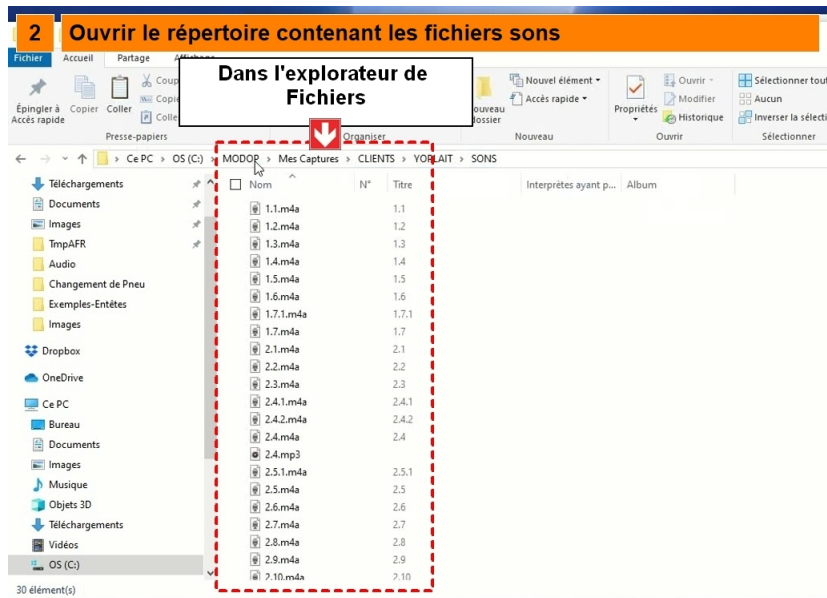 2 Ouvrir le répertoire contenant les fichiers sons
Fichier Accueil Partage
Dans l'explorateur de
Fichiers
Épingler à
Accès rapide
Copier
Coller
Presse-papiers
Organiser
Nouvel élément
Accès rapide
Nouveau
Propriétés
Ouvrir
Modifier
Historique
Ouvrir
Sélectionner tout
Aucun
Inverser la
Sélectionner
Ce PC > OS (C:) > MODOP > Mes Captures > CLIENTS > YOPLAIT > SONS
Téléchargements
Documents
Images
TmpAFR
Audio
Changement de Pneu
Exemples-Entêtes
Images
Dropbox
OneDrive
Ce PC
Bureau
Documents
Images
Musique
Objets 3D
Téléchargements
Vidéos
OS (C:)
Nom N° Titre Interprètes ayant p... Album
1.1.m4a 1.1
1.2.m4a 1.2
1.3.m4a 1.3
1.4.m4a 1.4
1.5.m4a 1.5
1.6.m4a 1.6
1.7.1.m4a 1.7.1
1.7.m4a 1.7
2.1.m4a 2.1
2.2.m4a 2.2
2.3.m4a 2.3
2.4.1.m4a 2.4.1
2.4.2.m4a 2.4.2
2.4.m4a 2.4
2.4.mp3
2.5.1.m4a 2.5.1
2.5.m4a 2.5
2.6.m4a 2.6
2.7.m4a 2.7
2.8.m4a 2.8
2.9.m4a 2.9
2.10.m4a 2.10
30 élément(s)